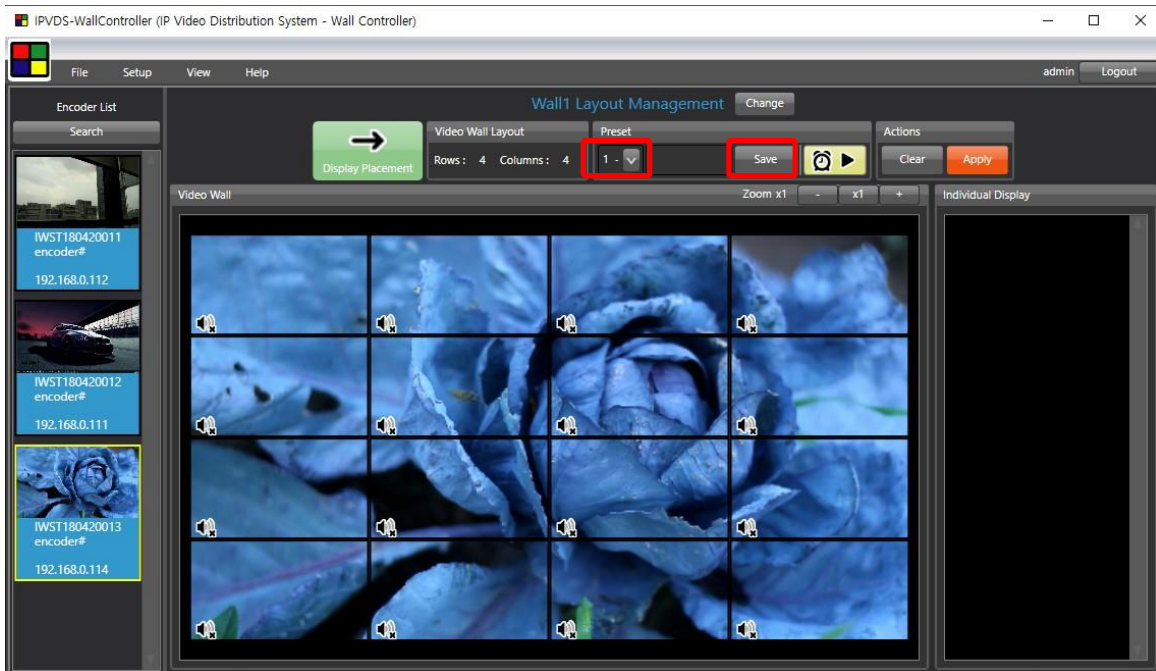 IPVDS-WallController (IP Video Distribution System - Wall Controller)
File Setup View Help admin Logout
Encoder List
Search
Wall1 Layout Management Change
Display Placement
Video Wall Layout
Rows : 4 Columns : 4
Preset
1 -
Save
Actions
Clear Apply
IWST180420011
encoder#
192.168.0.112
IWST180420012
encoder#
192.168.0.111
IWST180420013
encoder#
192.168.0.114
Video Wall Zoom x1 - x1 +
Individual Display